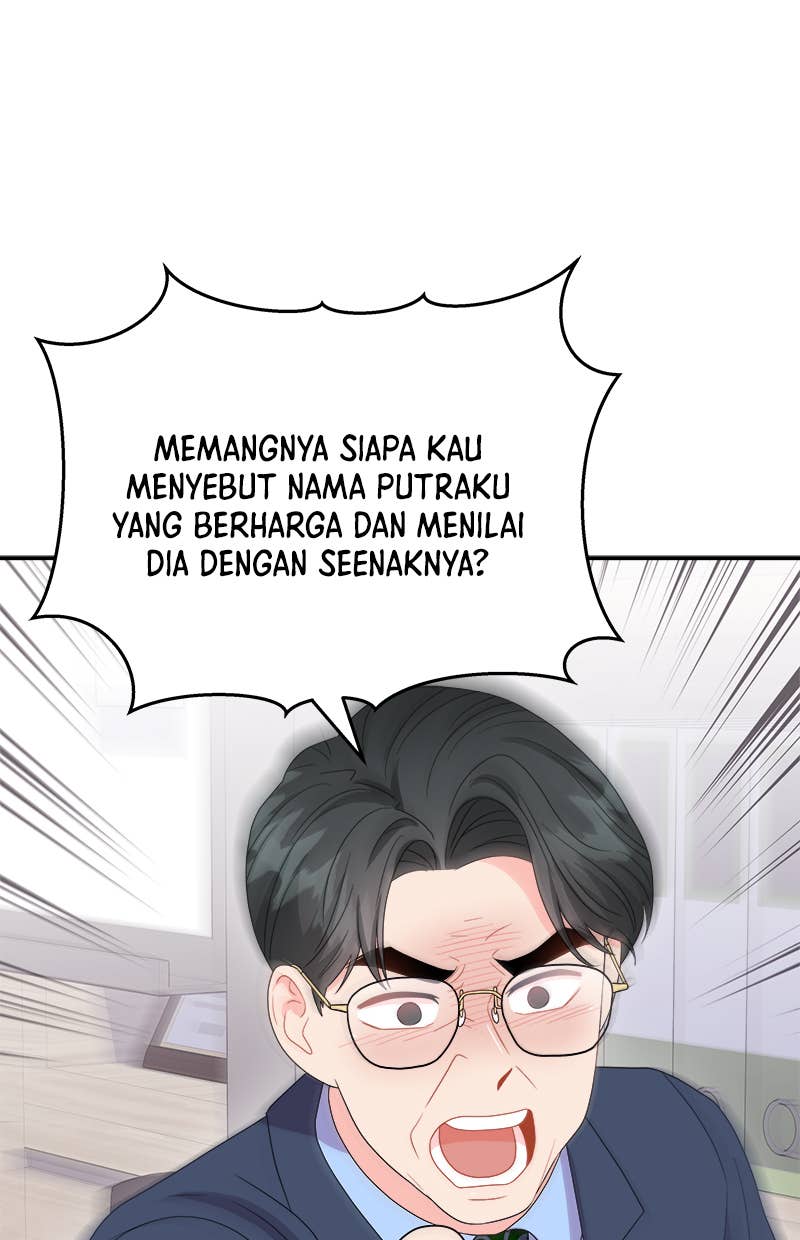 MEMANGNYA SIAPA KAU
MENYEBUT NAMA PUTRAKU
YANG BERHARGA DAN MENILAI
DIA DENGAN SEENAKNYA?